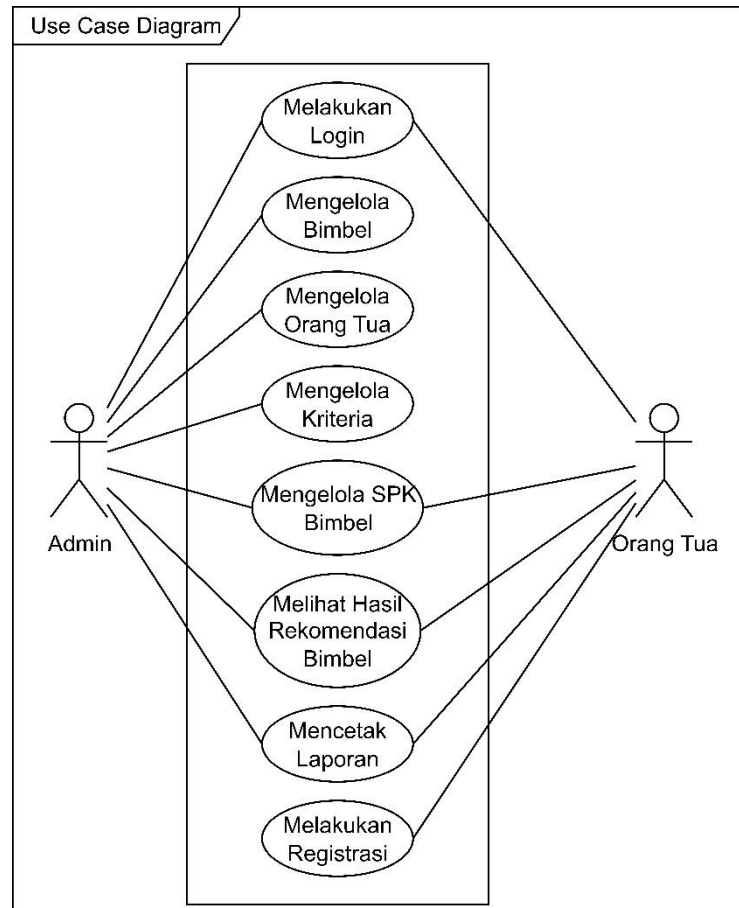 Use Case Diagram
Melakukan
Login
Mengelola
Bimbel
Mengelola
Orang Tua
Mengelola
Kriteria
Mengelola SPK
Bimbel
Admin
Orang Tua
Melihat Hasil
Rekomendasi
Bimbel
Mencetak
Laporan
Melakukan
Registrasi